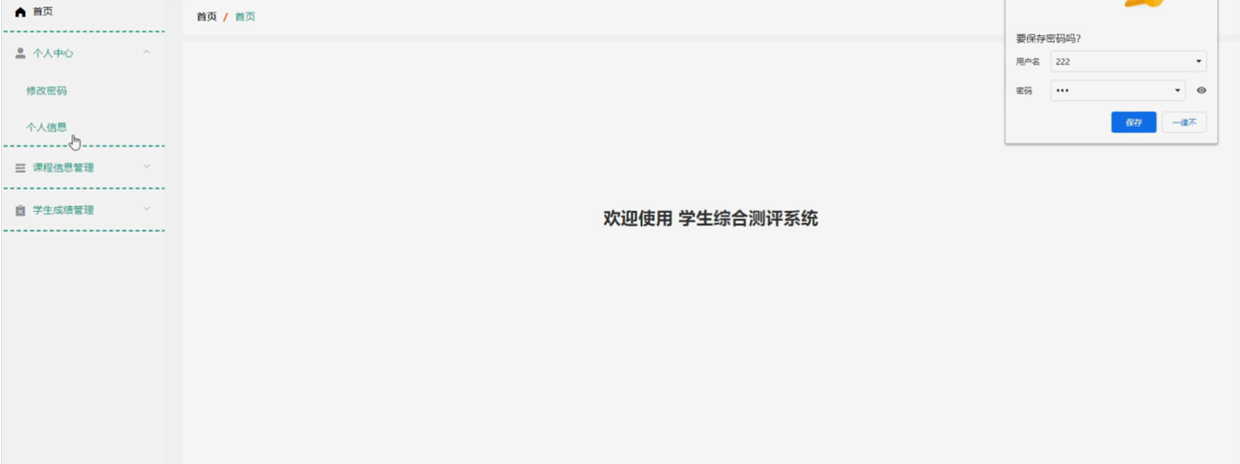 首页
个人中心
修改密码
个人信息
课程信息管理
学生成绩管理
首页 / 首页
欢迎使用 学生综合测评系统
要保存密码吗?
用户名 222
密码 •••
保存 一律不